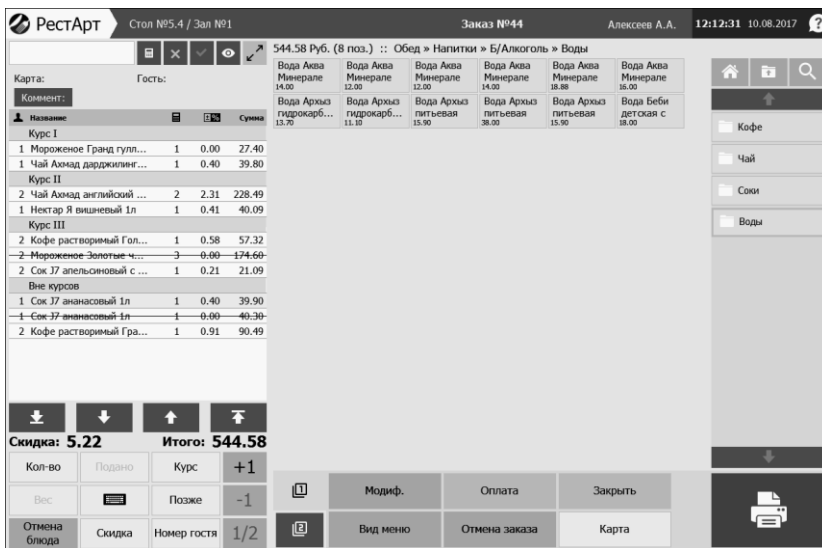 РестАрт Стол №5.4 / Зал №1 Заказ №44 Алексеев А.А. 12:12:31 10.08.2017 ?
544.58 Руб. (8 поз.) :: Обед » Напитки » Б/Алкоголь » Воды
Карта: Гость:
Коммент:
Название Сумма
Курс I
1 Мороженое Гранд гулл... 1 0.00 27.40
1 Чай Ахмад дарджилинг... 1 0.40 39.80
Курс II
2 Чай Ахмад английский ... 2 2.31 228.49
1 Нектар Я вишневый 1л 1 0.41 40.09
Курс III
2 Кофе растворимый Гол... 1 0.58 57.32
2 Мороженое Золотые ч... 3 0.00 174.60
2 Сок J7 апельсиновый с ... 1 0.21 21.09
Вне курсов
1 Сок J7 ананасовый 1л 1 0.40 39.90
1 Сок J7 ананасовый 1л 1 0.00 40.30
2 Кофе растворимый Гра... 1 0.91 90.49
Скидка: 5.22 Итого: 544.58
Кол-во Подано Курс +1
Вес Позже -1
Отмена блюда Скидка Номер гостя 1/2
Вода Аква Вода Аква Вода Аква Вода Аква Вода Аква Вода Аква
Минерале Минерале Минерале Минерале Минерале Минерале
14.00 12.00 12.00 14.00 18.88 16.00
Вода Архыз Вода Архыз Вода Архыз Вода Архыз Вода Архыз Вода Беби
гидрокарб... гидрокарб... питьевая питьевая питьевая детская с
13.70 11.10 15.90 38.00 15.90 18.00
Кофе
Чай
Соки
Воды
1 Модиф. Оплата Закрыть
2 Вид меню Отмена заказа Карта